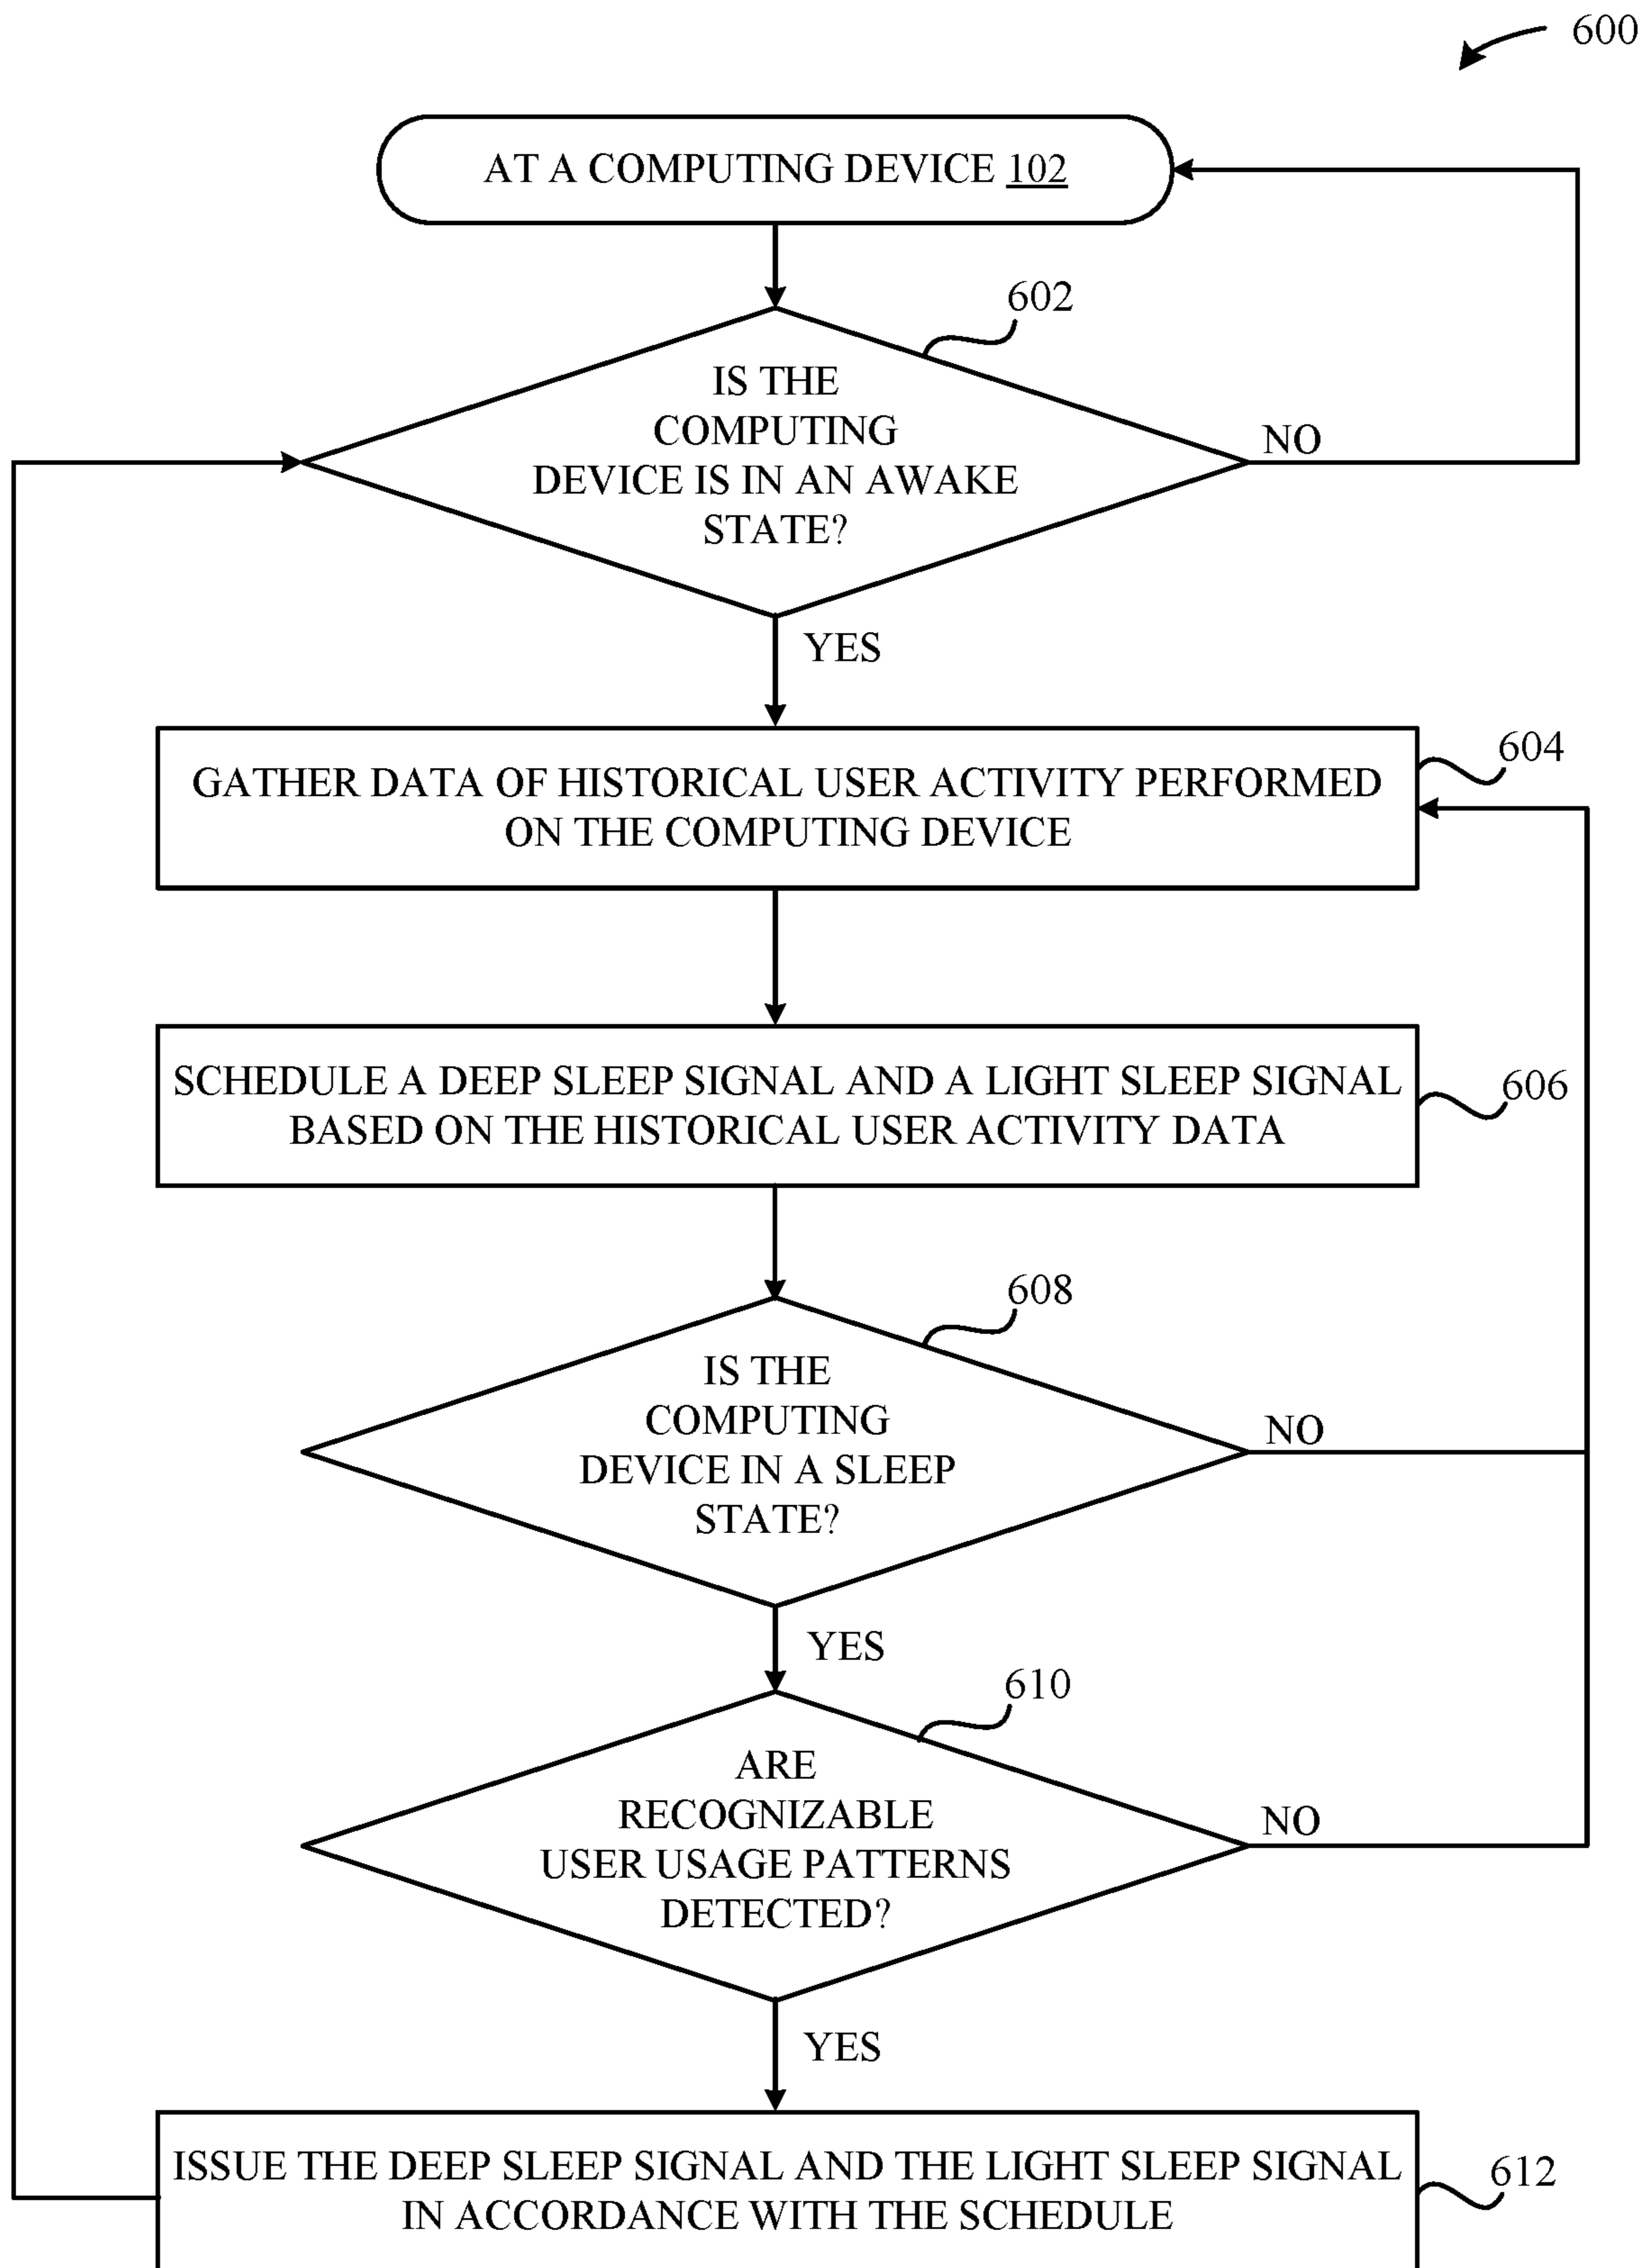 600
AT A COMPUTING DEVICE 102
602
IS THE
COMPUTING
DEVICE IS IN AN AWAKE
STATE?
NO
YES
604
GATHER DATA OF HISTORICAL USER ACTIVITY PERFORMED
ON THE COMPUTING DEVICE
SCHEDULE A DEEP SLEEP SIGNAL AND A LIGHT SLEEP SIGNAL
BASED ON THE HISTORICAL USER ACTIVITY DATA
606
608
IS THE
COMPUTING
DEVICE IN A SLEEP
STATE?
NO
YES
610
ARE
RECOGNIZABLE
USER USAGE PATTERNS
DETECTED?
NO
YES
ISSUE THE DEEP SLEEP SIGNAL AND THE LIGHT SLEEP SIGNAL
IN ACCORDANCE WITH THE SCHEDULE
612